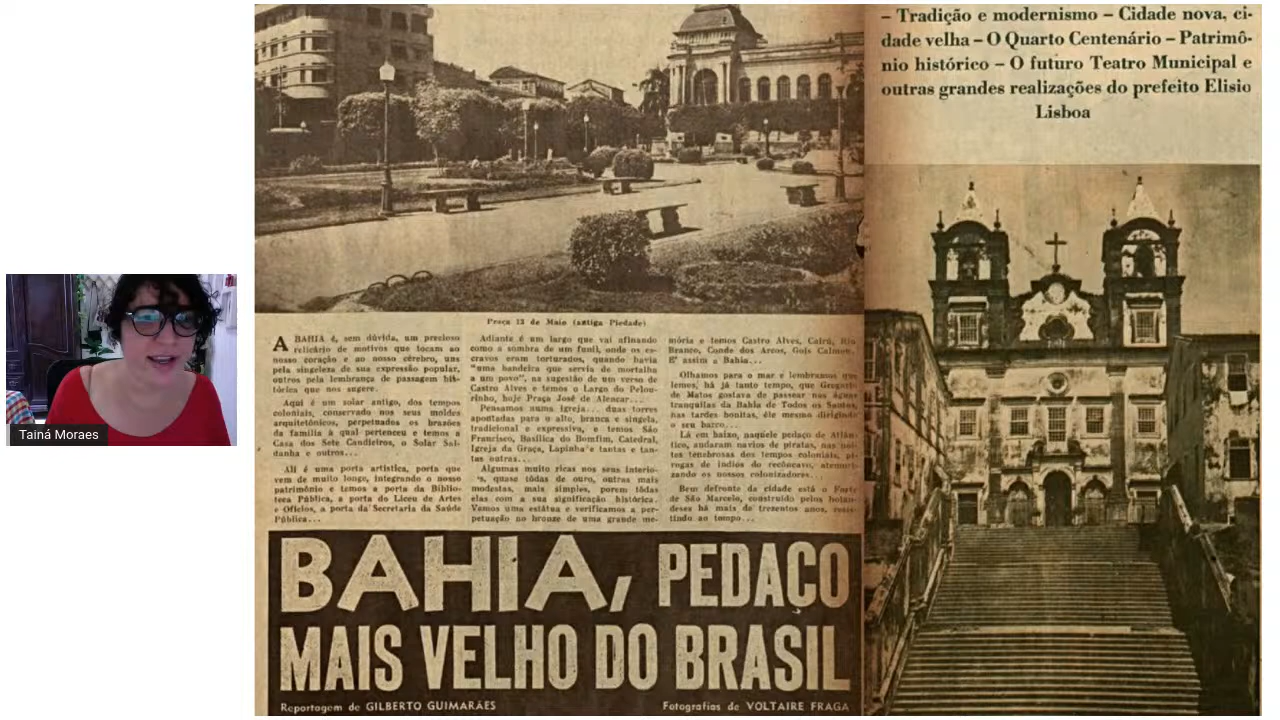 – Tradição e modernismo – Cidade nova, ci-
dade velha – O Quarto Centenário – Patrimô-
nio histórico – O futuro Teatro Municipal e
outras grandes realizações do prefeito Elisio
Lisboa
Praça 13 de Maio (antiga Piedade)
A BAHIA é, sem dúvida, um precioso
relicário de motivos que tocam ao
nosso coração e ao nosso cérebro, uns
pela singeleza de sua expressão popular,
outros pela lembrança de passagem his-
tórica que nos sugere.
Aqui é um solar antigo, dos tempos
coloniais, conservado nos seus moldes
arquitetônicos, perpetuados os brazões
da família à qual pertenceu e temos a
Casa dos Sete Candieiros, o Solar Sal-
danha e outros...
Ali é uma porta artística, porta que
vem de muito longe, integrando o nosso
patrimônio e temos a porta da Biblio-
teca Pública, a porta do Liceu de Artes
e Ofícios, a porta da Secretaria da Saúde
Pública...
Adiante é um largo que vai afinando
como a sombra de um funil, onde os es-
cravos eram torturados, quando havia
"uma bandeira que servia de mortalha
a um povo", na sugestão de um verso de
Castro Alves e temos o Largo do Pelou-
rinho, hoje Praça José de Alencar...
Pensamos numa igreja... duas torres
apontadas para o alto, branca e singela,
tradicional e expressiva, e temos São
Francisco, Basílica do Bomfim, Catedral,
Igreja da Graça, Lapinha e tantas e tan-
tas outras...
Algumas muito ricas nos seus interio-
s, quase tôdas de ouro, outras mais
modestas, mais simples, porem tôdas
elas com a sua significação histórica.
Vemos uma estátua e verificamos a per-
petuação no bronze de uma grande me-
mória e temos Castro Alves, Cairú, Rio
Branco, Conde dos Arcos, Gois Calmon.
E' assim a Bahia...
Olhamos para o mar e lembramos que
lemos, há já tanto tempo, que Gregorio
de Matos gostava de passear nas águas
tranquilas da Bahia de Todos os Santos,
nas tardes bonitas, êle mesmo dirigindo
o seu barco...
Lá em baixo, naquele pedaço de Atlân-
tico, andaram navios de piratas, nas noi-
tes tenebrosas dos tempos coloniais, pi-
rogas de índios do recôncavo, atemori-
zando os nossos colonizadores...
Bem defronte da cidade está o Forte
de São Marcelo, construido pelos holan-
deses há mais de trezentos anos, resis-
tindo ao tempo...
BAHIA, PEDAÇO
MAIS VELHO DO BRASIL
Reportagem de GILBERTO GUIMARÃES
Fotografias de VOLTAIRE FRAGA
Tainá Moraes